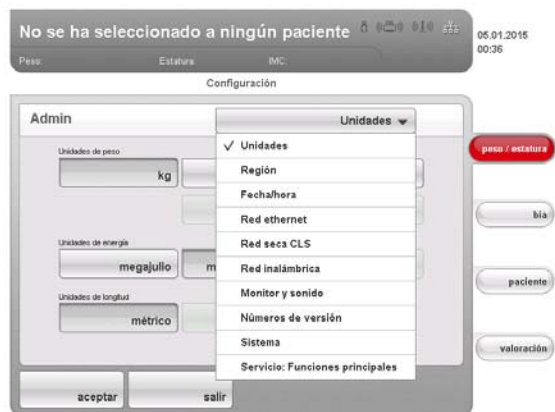 No se ha seleccionado a ningún paciente
05.01.2015
00:36
Peso:
Estatura:
IMC:
Configuración
Admin
Unidades
Unidades de peso
kg
✓ Unidades
Región
Fecha/hora
Red ethernet
Red seca CLS
Red inalámbrica
Monitor y sonido
Números de versión
Sistema
Servicio: Funciones principales
Unidades de energía
megajulio
m
Unidades de longitud
métrico
peso / estatura
bia
paciente
valoración
aceptar
salir